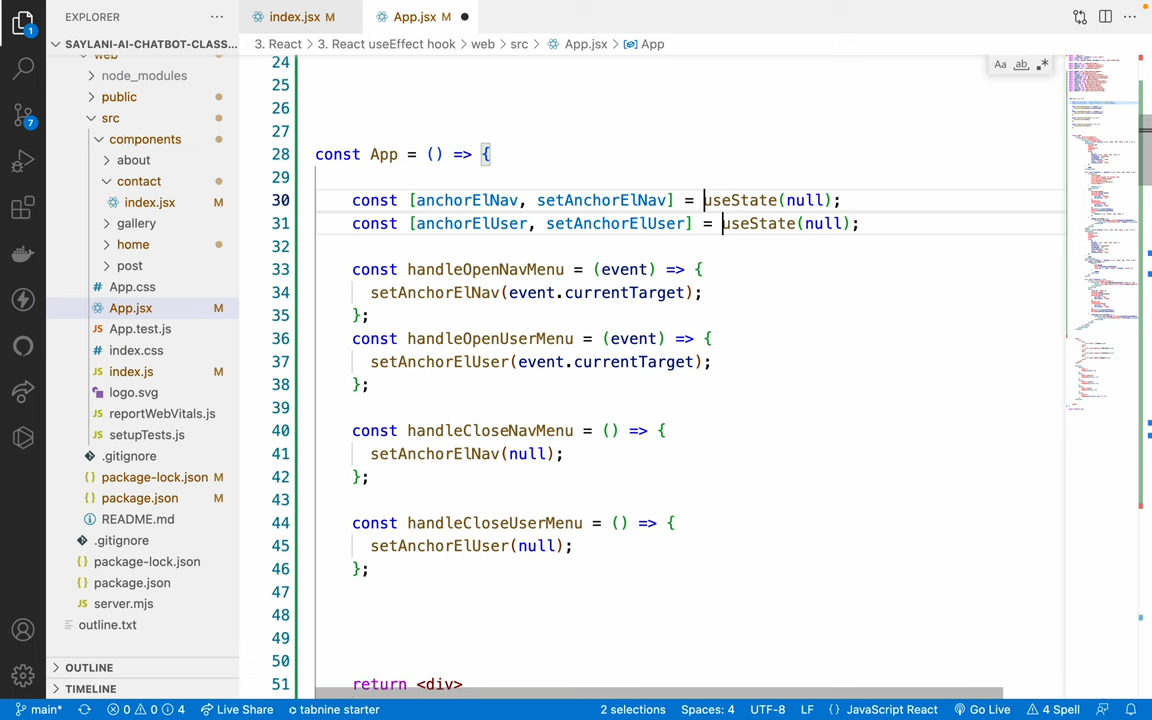 EXPLORER
index.jsx M
App.jsx M
SAYLANI-AI-CHATBOT-CLASS...
3. React > 3. React useEffect hook > web > src > App.jsx > App
web
node_modules
public
src
components
about
contact
index.jsx M
gallery
home
post
App.css
App.jsx M
App.test.js
index.css
index.js M
logo.svg
reportWebVitals.js
setupTests.js
.gitignore
package-lock.json M
package.json M
README.md
.gitignore
package-lock.json
package.json
server.mjs
outline.txt
OUTLINE
TIMELINE
1
7
Aa ab .*
24
25
26
27
28 const App = () => {
29
30 const [anchorElNav, setAnchorElNav] = useState(null);
31 const [anchorElUser, setAnchorElUser] = useState(null);
32
33 const handleOpenNavMenu = (event) => {
34 setAnchorElNav(event.currentTarget);
35 };
36 const handleOpenUserMenu = (event) => {
37 setAnchorElUser(event.currentTarget);
38 };
39
40 const handleCloseNavMenu = () => {
41 setAnchorElNav(null);
42 };
43
44 const handleCloseUserMenu = () => {
45 setAnchorElUser(null);
46 };
47
48
49
50
51 return <div>
main* 0 0 4 Live Share tabnine starter 2 selections Spaces: 4 UTF-8 LF {} JavaScript React Go Live 4 Spell